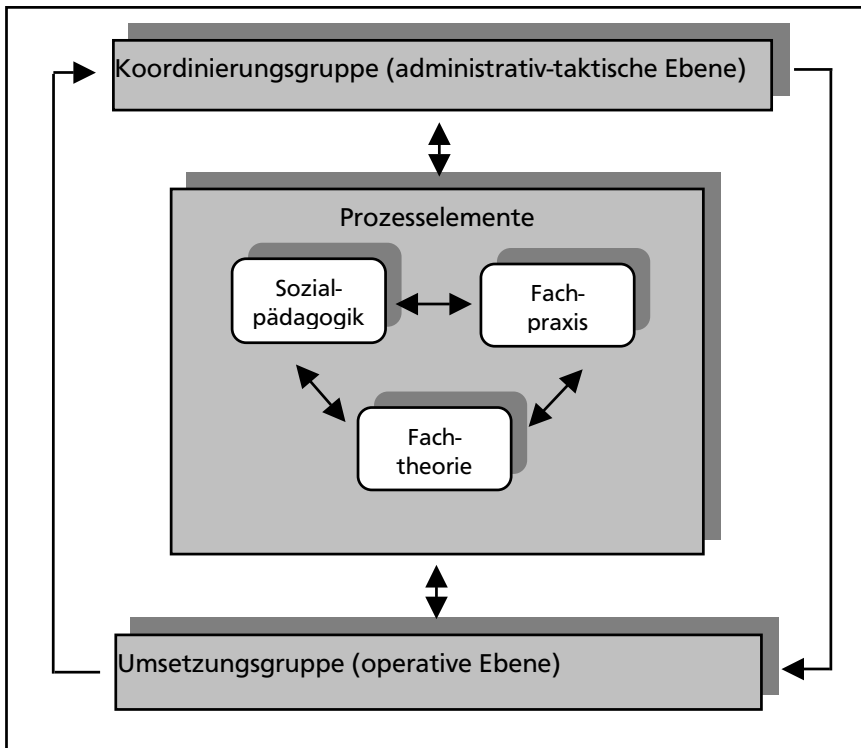 Koordinierungsgruppe (administrativ-taktische Ebene)
Prozesselemente
Sozial-
pädagogik
Fach-
praxis
Fach-
theorie
Umsetzungsgruppe (operative Ebene)